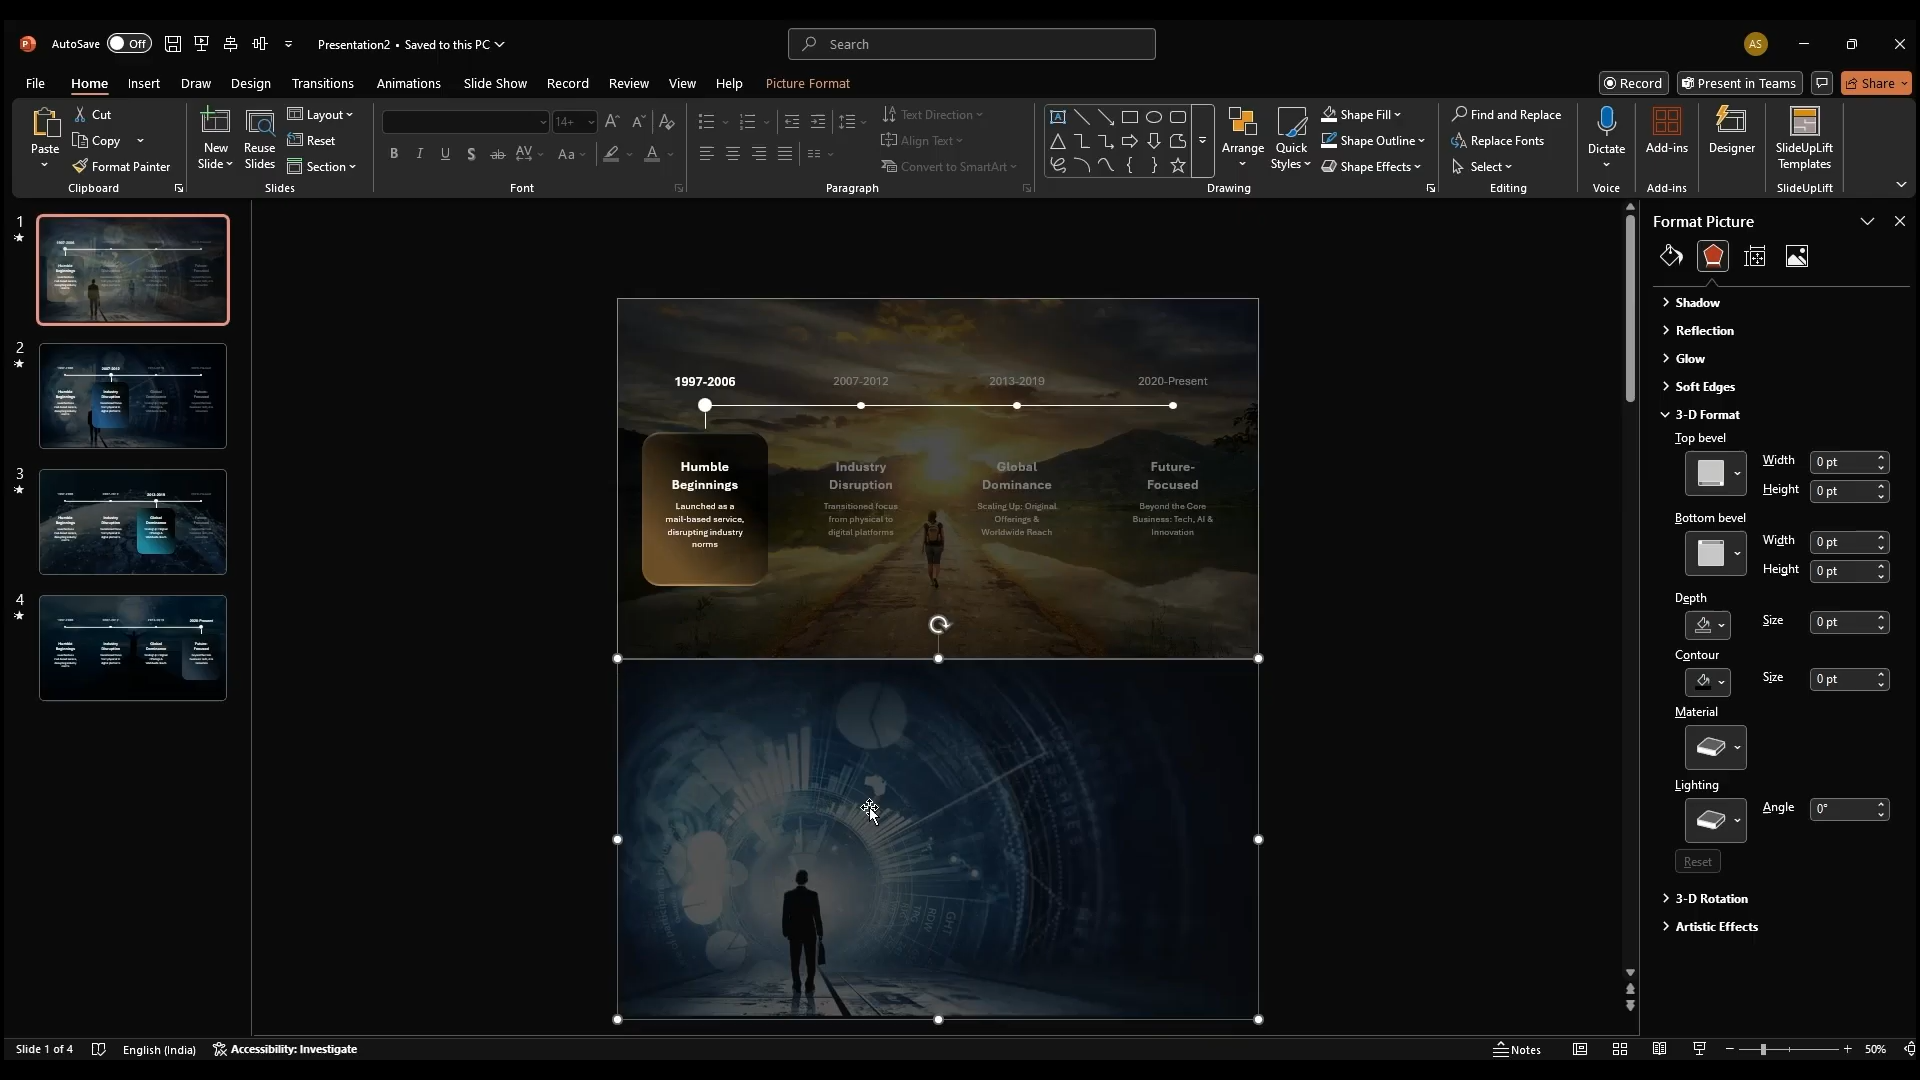 AutoSave Off Presentation2 • Saved to this PC Search AS
File Home Insert Draw Design Transitions Animations Slide Show Record Review View Help Picture Format Record Present in Teams Share
Paste Cut Copy Format Painter
Clipboard
New Slide Reuse Slides Layout Reset Section
Slides
14+
B I U S ab AV Aa A
Font
Text Direction
Align Text
Convert to SmartArt
Paragraph
Arrange Quick Styles Shape Fill Shape Outline Shape Effects
Drawing
Find and Replace
Replace Fonts
Select
Editing
Dictate
Voice
Add-ins
Add-ins
Designer
SlideUpLift Templates
SlideUpLift
1
2
3
4
1997-2006 2007-2012 2013-2019 2020-Present
Humble
Beginnings
Launched as a
mail-based service,
disrupting industry
norms
Industry
Disruption
Transitioned focus
from physical to
digital platforms
Global
Dominance
Scaling Up: Original
Offerings &
Worldwide Reach
Future-
Focused
Beyond the Core
Business: Tech, AI &
Innovation
Format Picture
Shadow
Reflection
Glow
Soft Edges
3-D Format
Top bevel
Width 0 pt
Height 0 pt
Bottom bevel
Width 0 pt
Height 0 pt
Depth
Size 0 pt
Contour
Size 0 pt
Material
Lighting
Angle 0°
Reset
3-D Rotation
Artistic Effects
Slide 1 of 4 English (India) Accessibility: Investigate Notes 50%